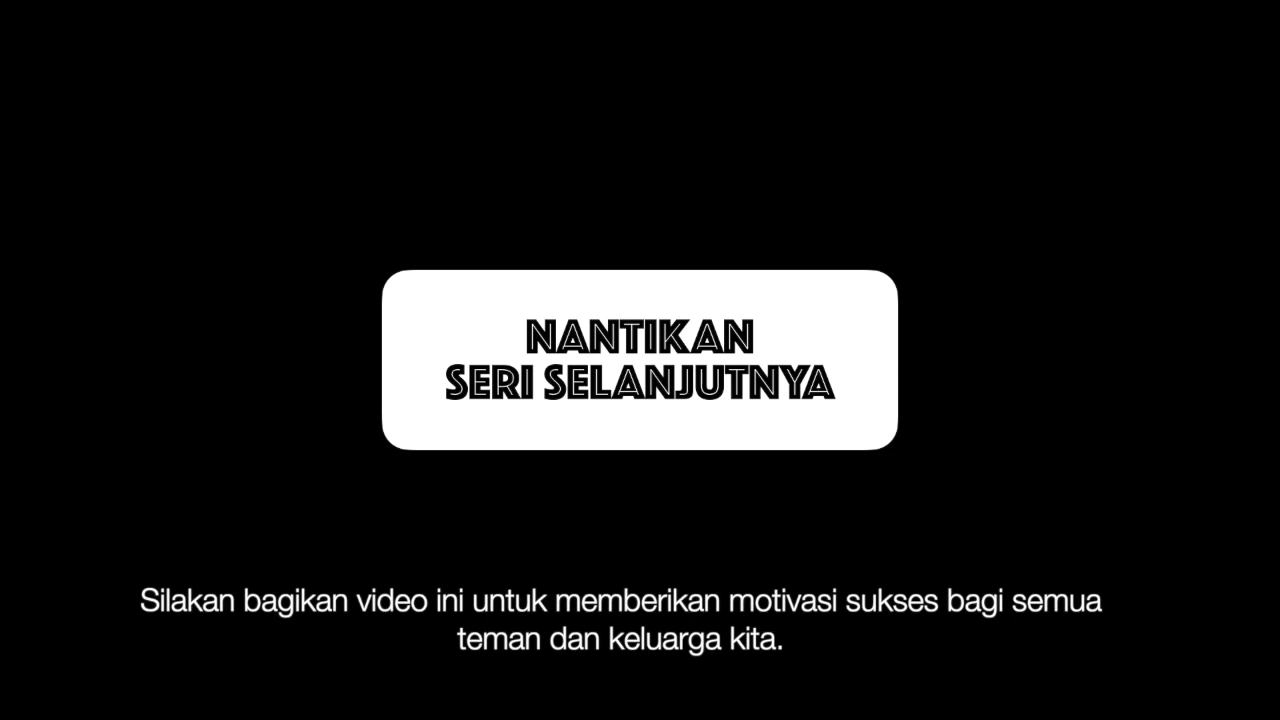 NANTIKAN
SERI SELANJUTNYA
Silakan bagikan video ini untuk memberikan motivasi sukses bagi semua
teman dan keluarga kita.